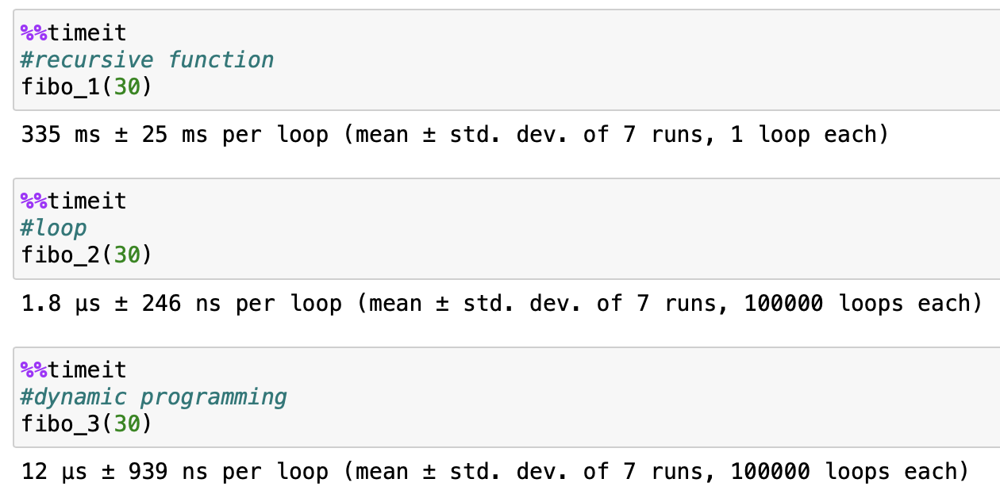 %%timeit
#recursive function
fibo_1(30)
335 ms ± 25 ms per loop (mean ± std. dev. of 7 runs, 1 loop each)
%%timeit
#loop
fibo_2(30)
1.8 µs ± 246 ns per loop (mean ± std. dev. of 7 runs, 100000 loops each)
%%timeit
#dynamic programming
fibo_3(30)
12 µs ± 939 ns per loop (mean ± std. dev. of 7 runs, 100000 loops each)